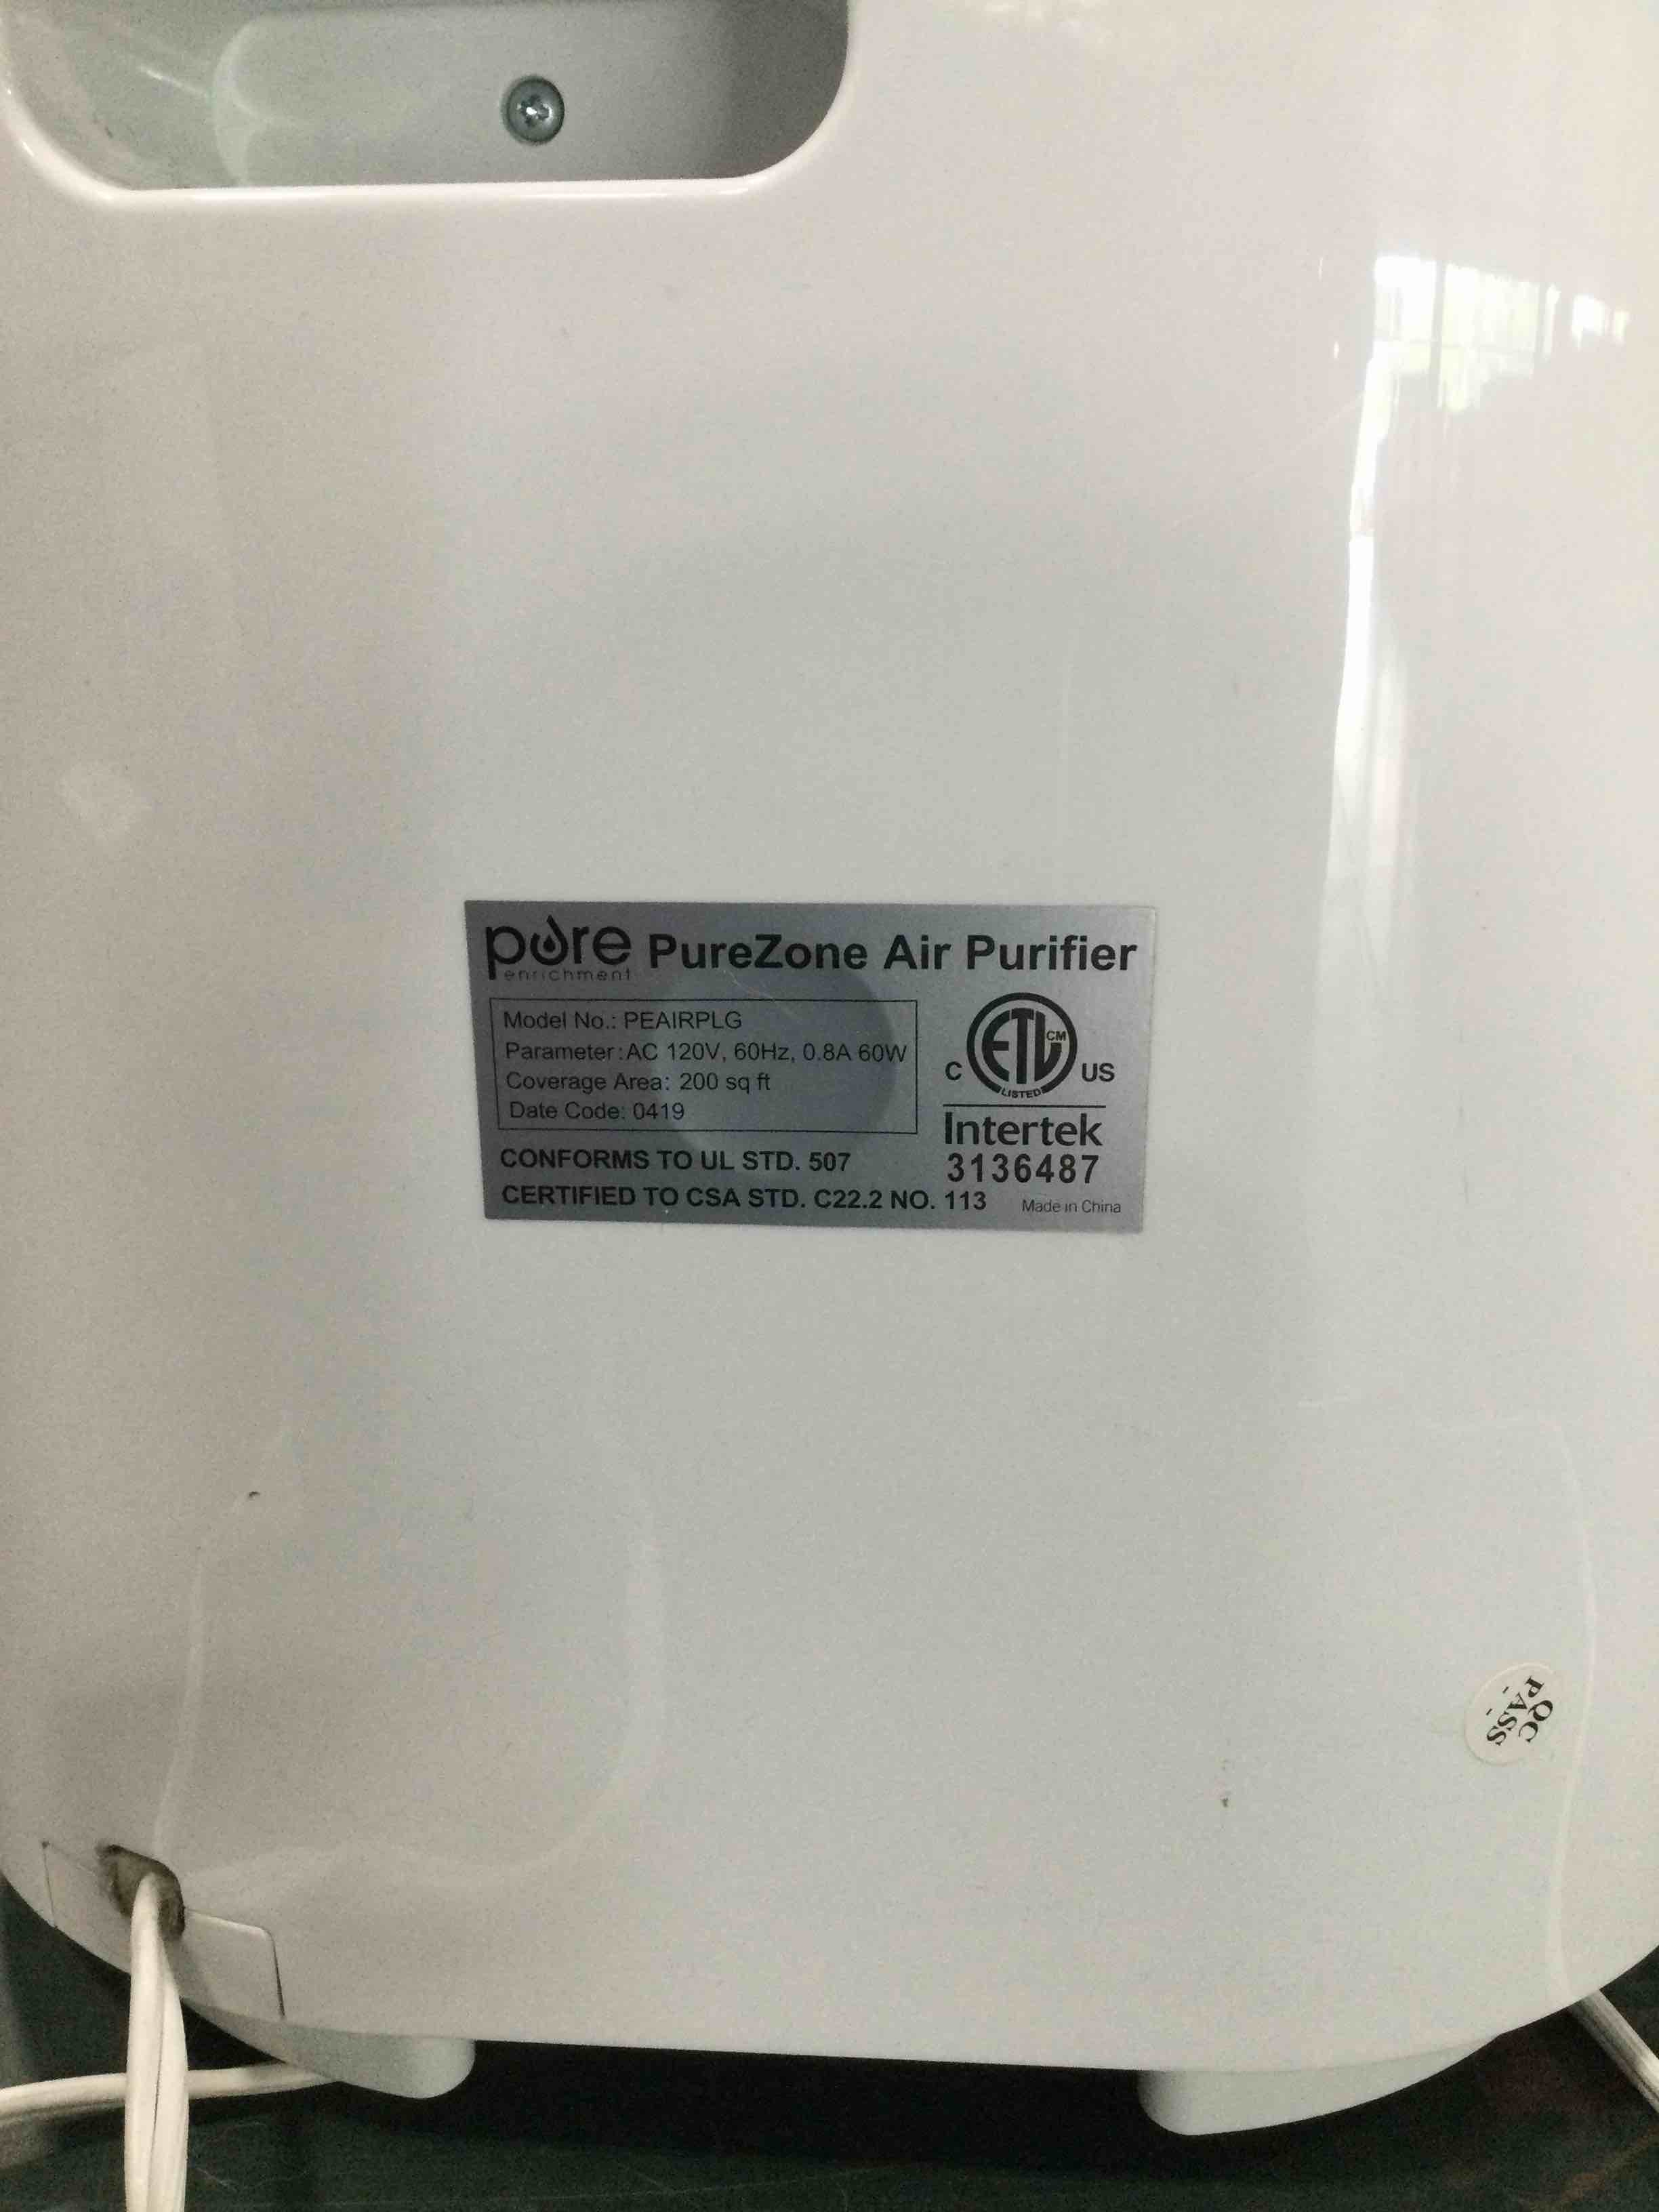 pure enrichment PureZone Air Purifier
Model No.: PEAIRPLG
Parameter: AC 120V, 60Hz, 0.8A 60W
Coverage Area: 200 sq ft
Date Code: 0419
CONFORMS TO UL STD. 507
CERTIFIED TO CSA STD. C22.2 NO. 113
C ETL CM US
LISTED
Intertek
3136487
Made in China
QC
PASS